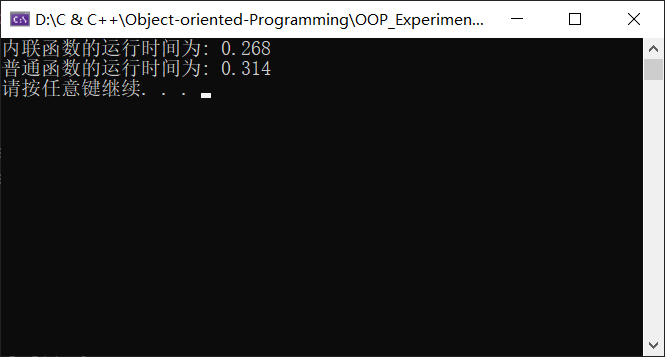 D:\C & C++\Object-oriented-Programming\OOP_Experimen...
内联函数的运行时间为: 0.268
普通函数的运行时间为: 0.314
请按任意键继续. . .